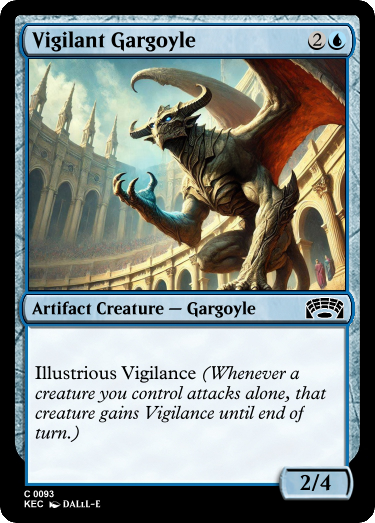 Vigilant Gargoyle 2
Artifact Creature — Gargoyle
Illustrious Vigilance (Whenever a
creature you control attacks alone, that
creature gains Vigilance until end of
turn.)
2/4
C 0093
KEC DALLL-E